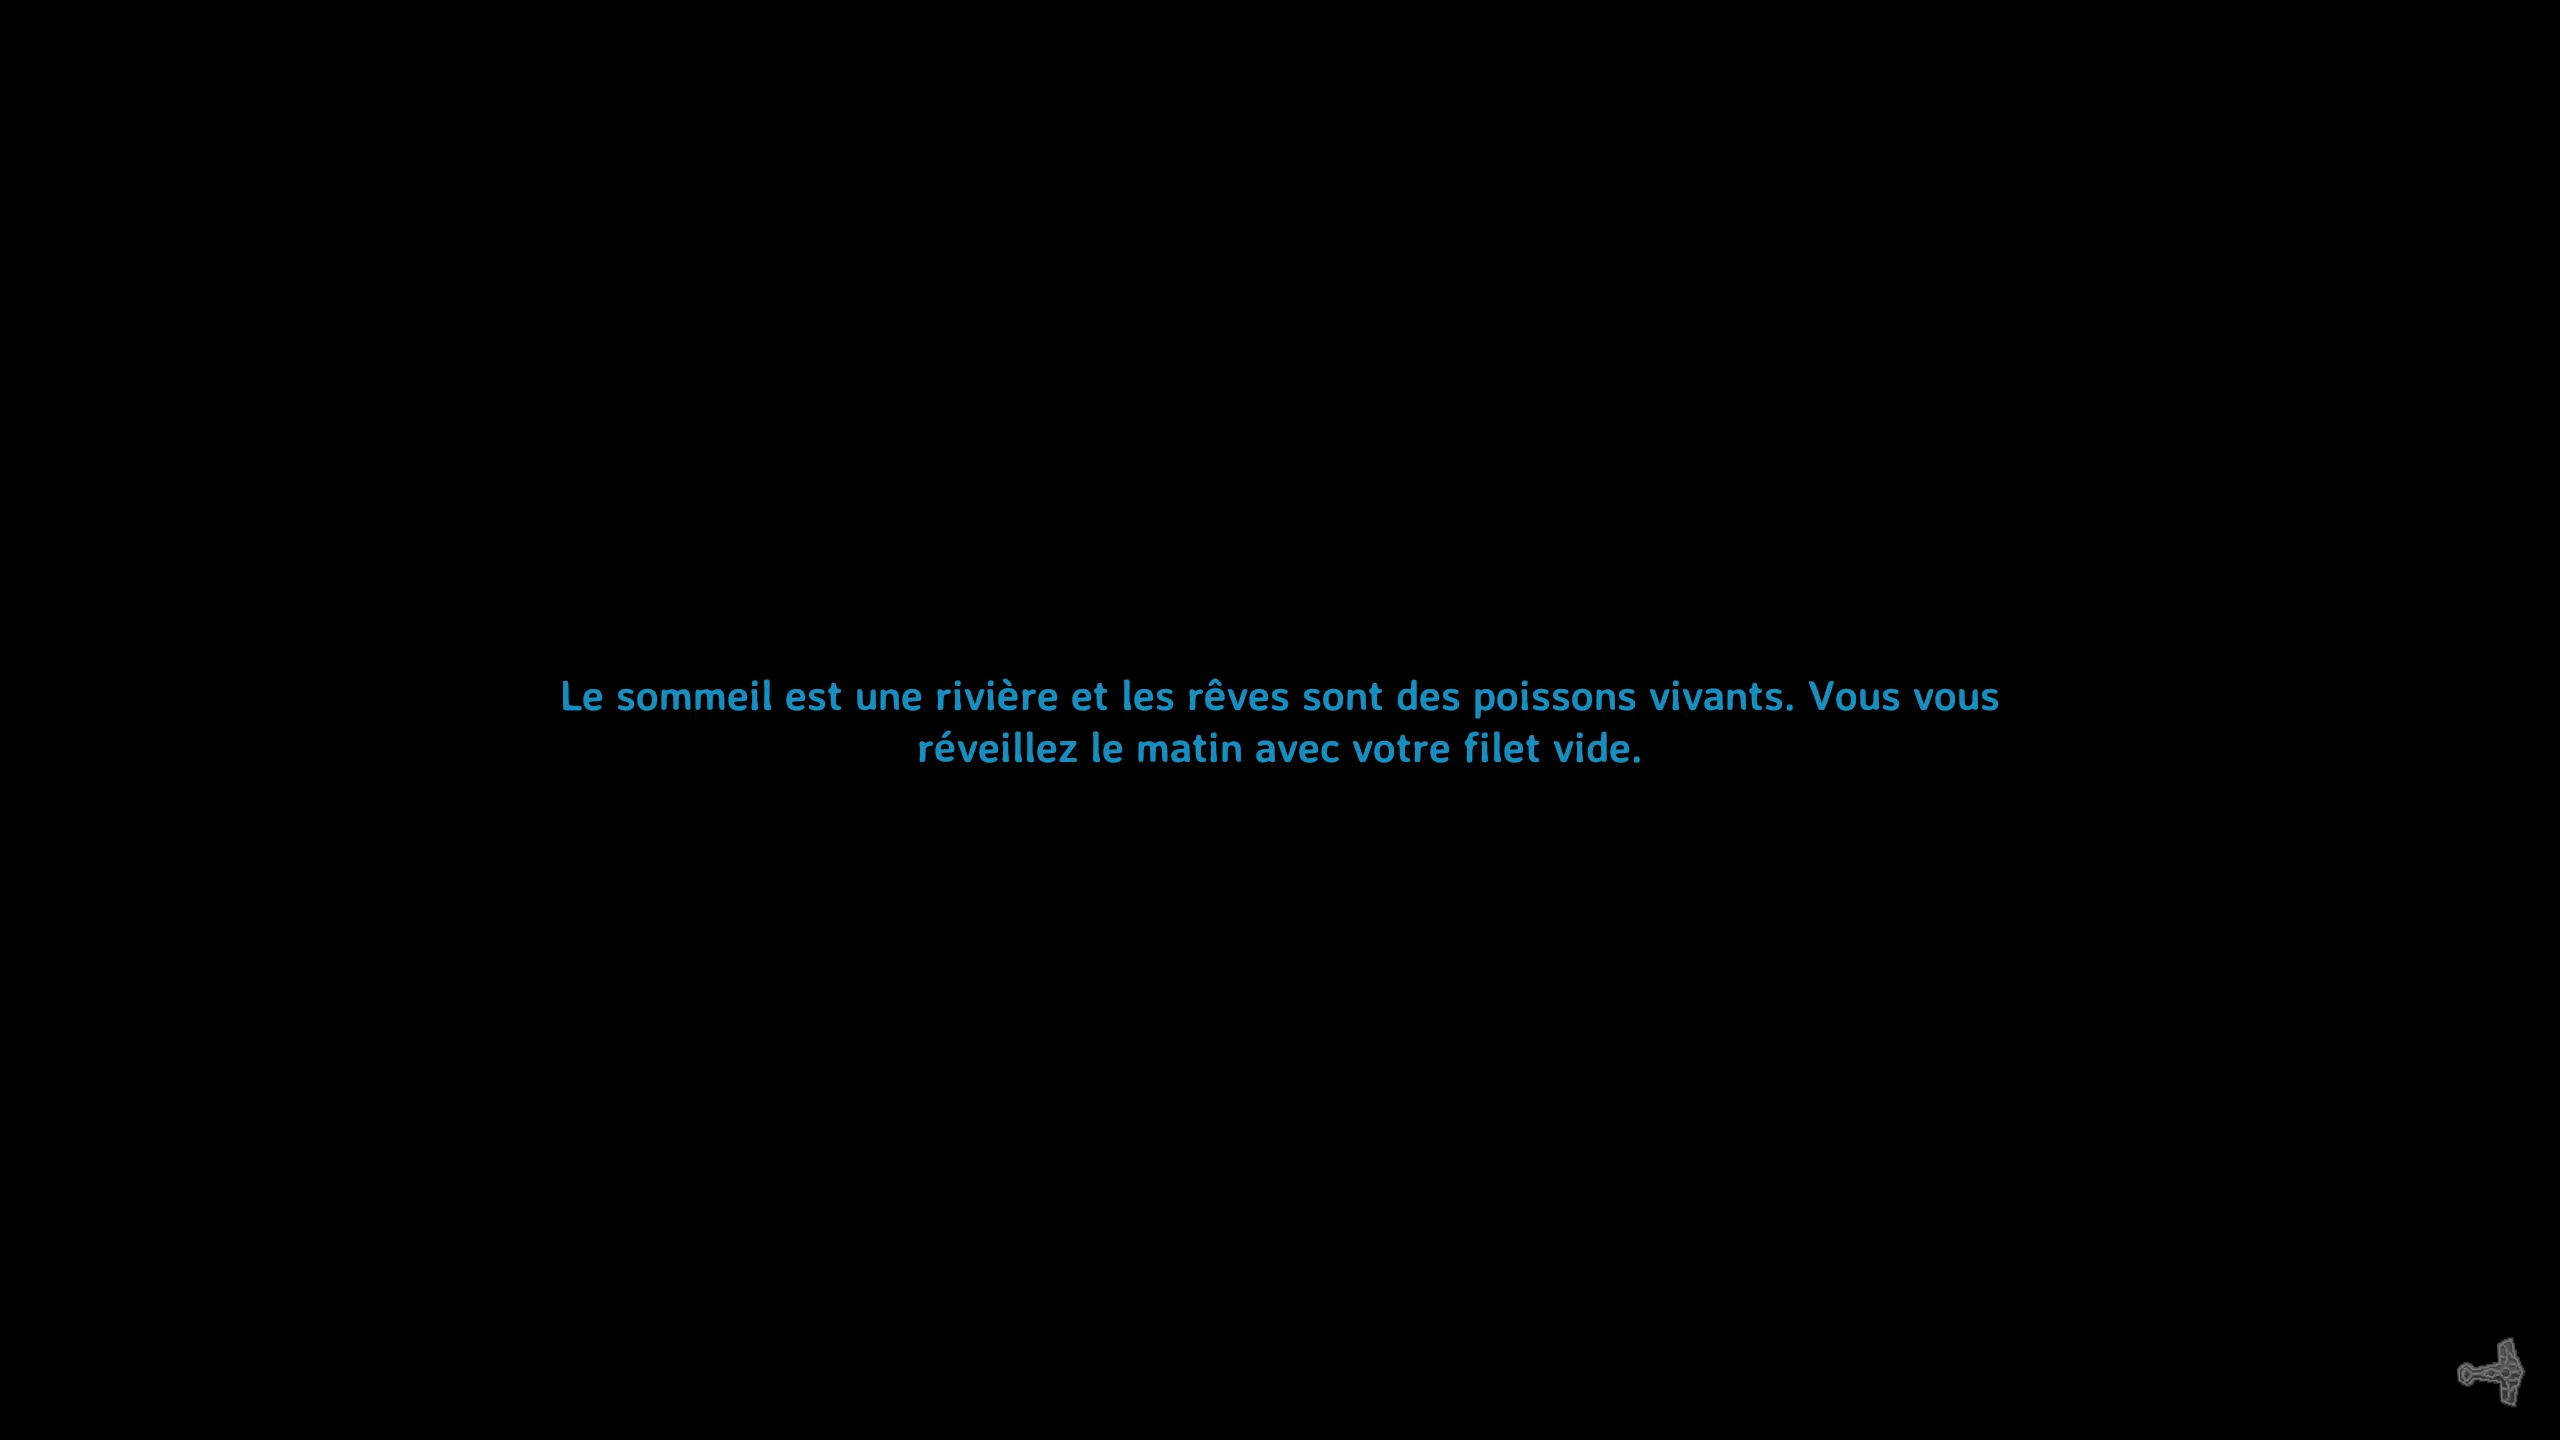 Le sommeil est une rivière et les rêves sont des poissons vivants. Vous vous
réveillez le matin avec votre filet vide.